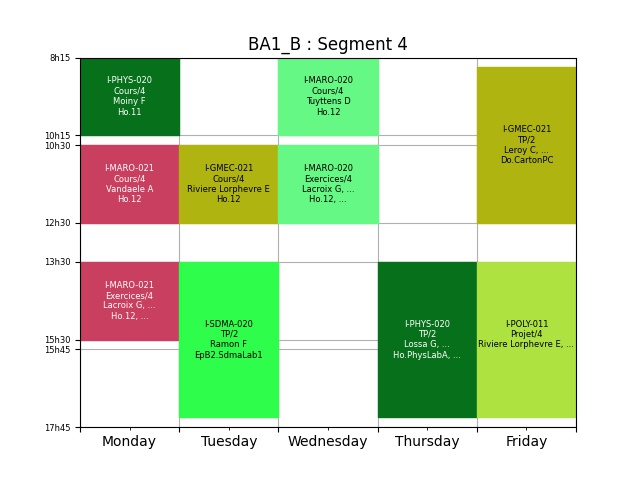 BA1_B : Segment 4
8h15
10h15
10h30
12h30
13h30
15h30
15h45
17h45
I-PHYS-020
Cours/4
Moiny F
Ho.11
I-MARO-021
Cours/4
Vandaele A
Ho.12
I-MARO-021
Exercices/4
Lacroix G, ...
Ho.12, ...
I-GMEC-021
Cours/4
Riviere Lorphevre E
Ho.12
I-SDMA-020
TP/2
Ramon F
EpB2.SdmaLab1
I-MARO-020
Cours/4
Tuyttens D
Ho.12
I-MARO-020
Exercices/4
Lacroix G, ...
Ho.12, ...
I-PHYS-020
TP/2
Lossa G, ...
Ho.PhysLabA, ...
I-GMEC-021
TP/2
Leroy C, ...
Do.CartonPC
I-POLY-011
Projet/4
Riviere Lorphevre E, ...
Monday
Tuesday
Wednesday
Thursday
Friday